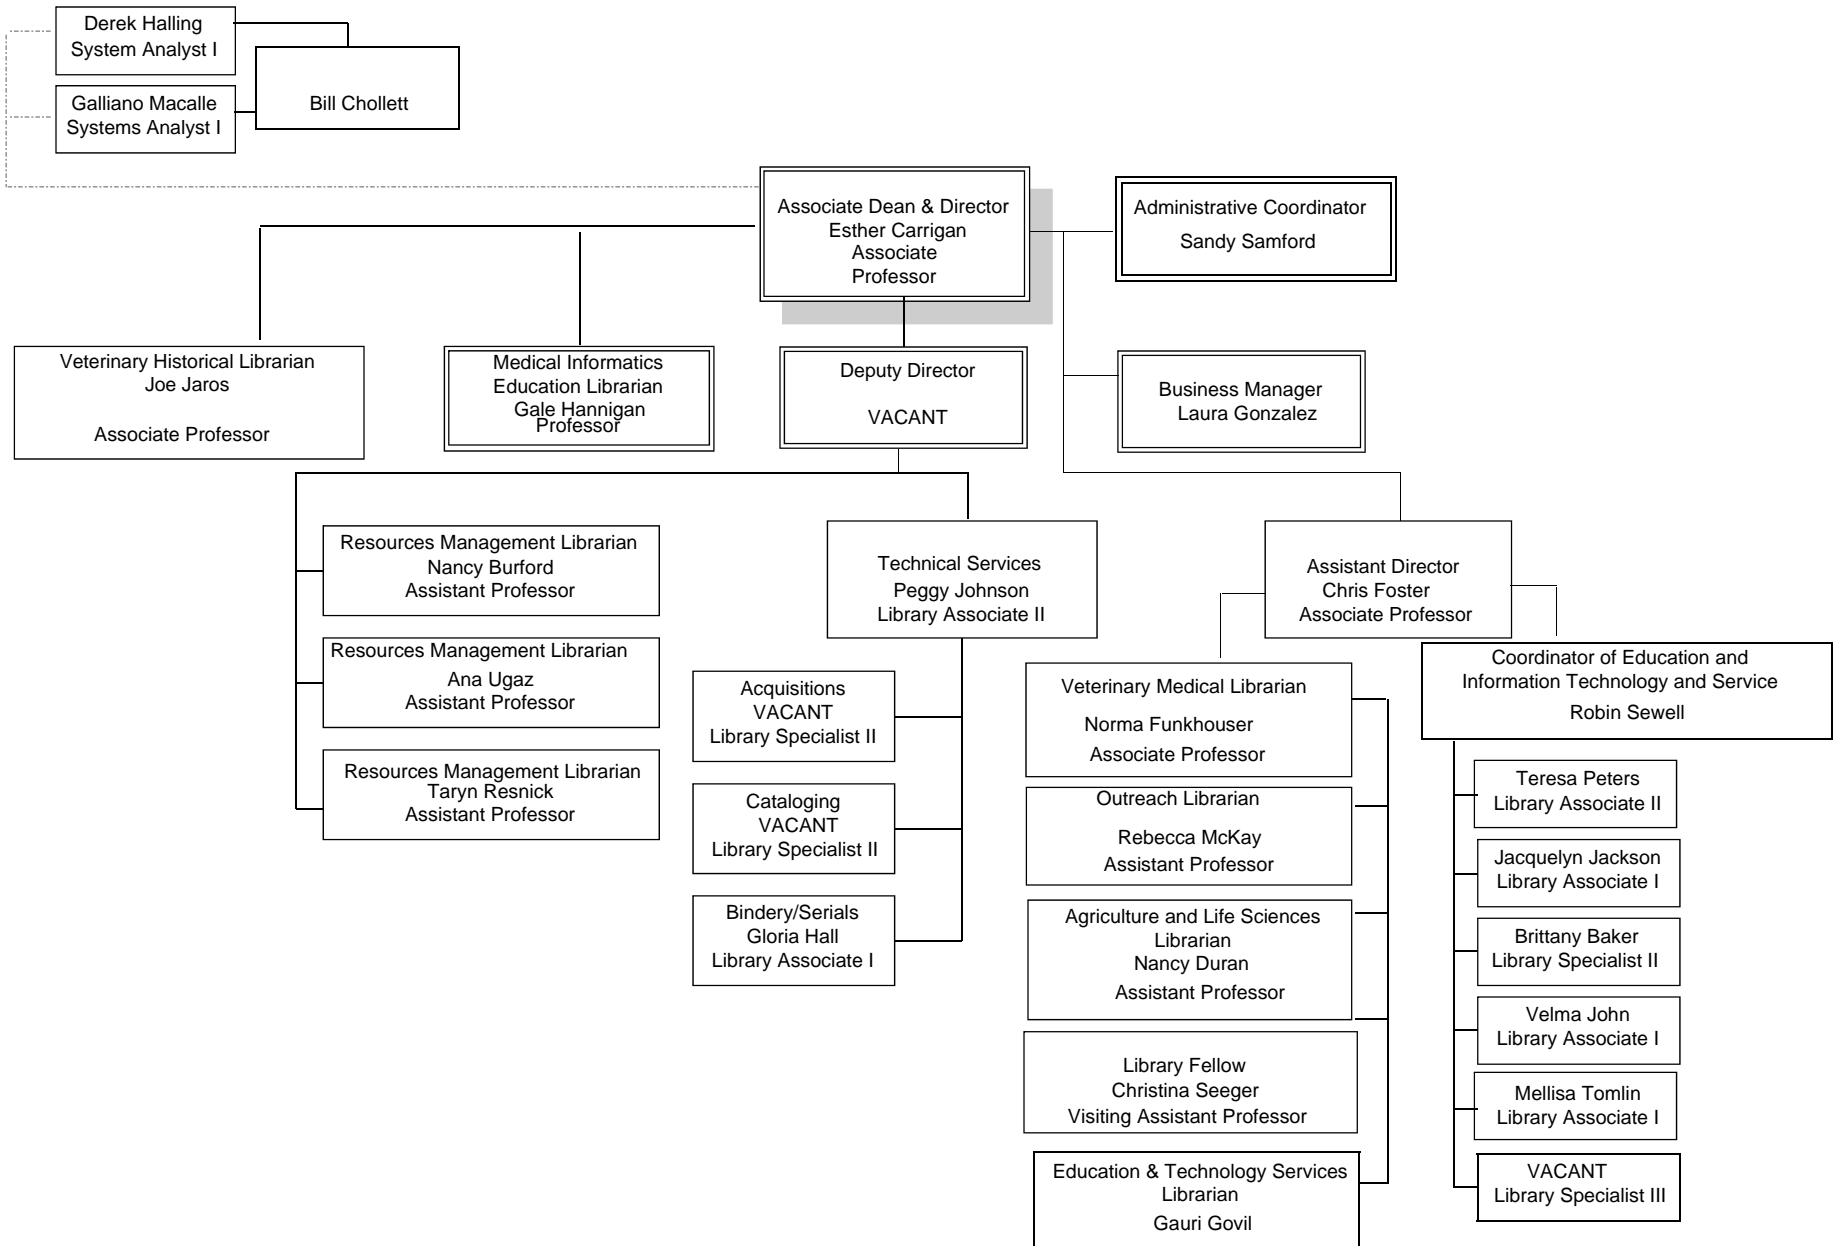 Derek Halling
System Analyst I
Galliano Macalle
Systems Analyst I
Bill Chollett
Associate Dean & Director
Esther Carrigan
Associate
Professor
Administrative Coordinator
Sandy Samford
Veterinary Historical Librarian
Joe Jaros
Associate Professor
Medical Informatics
Education Librarian
Gale Hannigan
Professor
Deputy Director
VACANT
Business Manager
Laura Gonzalez
Resources Management Librarian
Nancy Burford
Assistant Professor
Resources Management Librarian
Ana Ugaz
Assistant Professor
Resources Management Librarian
Taryn Resnick
Assistant Professor
Technical Services
Peggy Johnson
Library Associate II
Acquisitions
VACANT
Library Specialist II
Cataloging
VACANT
Library Specialist II
Bindery/Serials
Gloria Hall
Library Associate I
Assistant Director
Chris Foster
Associate Professor
Veterinary Medical Librarian
Norma Funkhouser
Associate Professor
Outreach Librarian
Rebecca McKay
Assistant Professor
Agriculture and Life Sciences
Librarian
Nancy Duran
Assistant Professor
Library Fellow
Christina Seeger
Visiting Assistant Professor
Education & Technology Services
Librarian
Gauri Govil
Coordinator of Education and
Information Technology and Service
Robin Sewell
Teresa Peters
Library Associate II
Jacquelyn Jackson
Library Associate I
Brittany Baker
Library Specialist II
Velma John
Library Associate I
Mellisa Tomlin
Library Associate I
VACANT
Library Specialist III